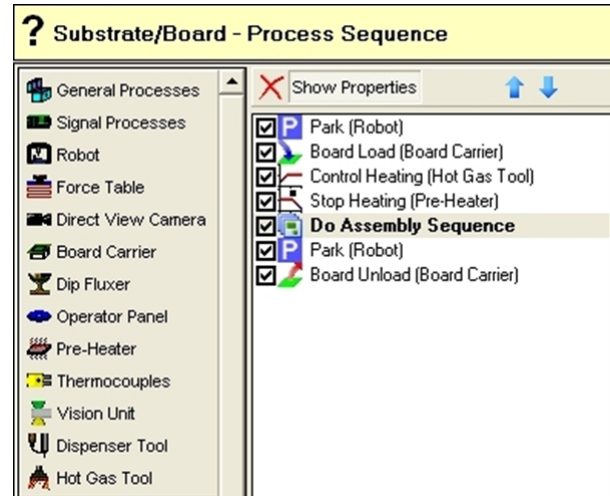 ? Substrate/Board - Process Sequence
General Processes
Signal Processes
Robot
Force Table
Direct View Camera
Board Carrier
Dip Fluxer
Operator Panel
Pre-Heater
Thermocouples
Vision Unit
Dispenser Tool
Hot Gas Tool
Show Properties
P Park (Robot)
Board Load (Board Carrier)
Control Heating (Hot Gas Tool)
Stop Heating (Pre-Heater)
Do Assembly Sequence
P Park (Robot)
Board Unload (Board Carrier)